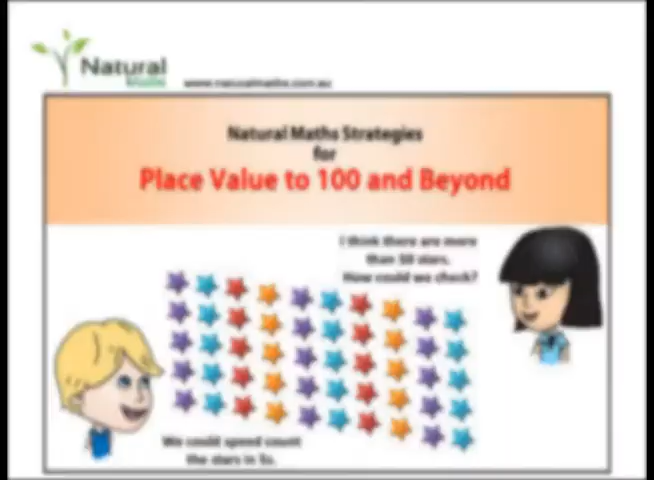 Natural
Maths
www.naturalmaths.com.au
Natural Maths Strategies
for
Place Value to 100 and Beyond
I think there are more
than 50 stars.
How could we check?
We could speed count
the stars in 5s.